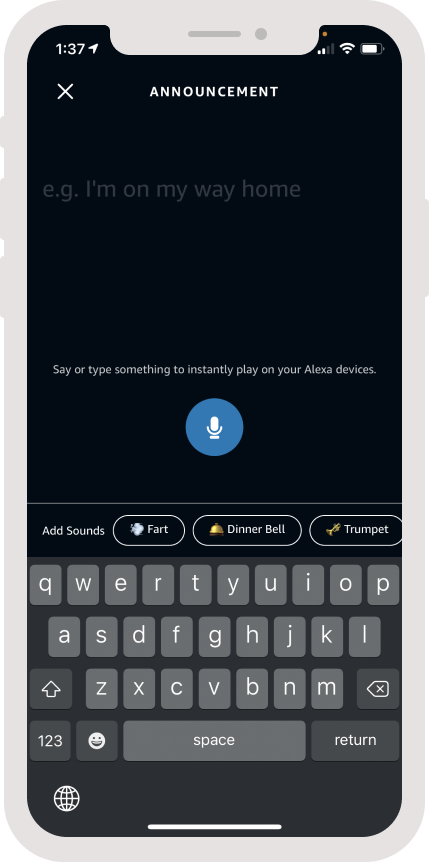 1:37
ANNOUNCEMENT
e.g. I'm on my way home
Say or type something to instantly play on your Alexa devices.
Add Sounds Fart Dinner Bell Trumpet
q w e r t y u i o p
a s d f g h j k l
z x c v b n m
123 space return